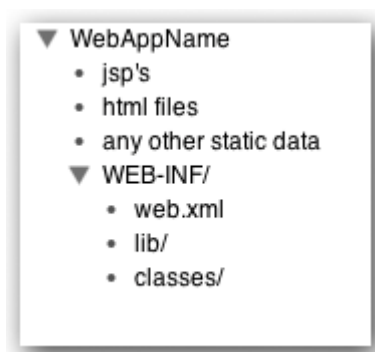 WebAppName
jsp's
html files
any other static data
WEB-INF/
web.xml
lib/
classes/